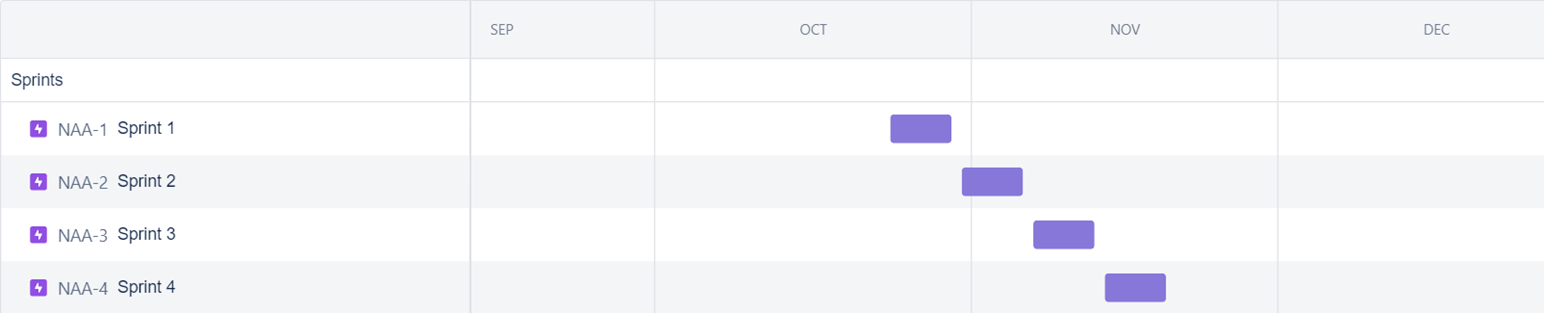 SEP OCT NOV DEC
Sprints
NAA-1 Sprint 1
NAA-2 Sprint 2
NAA-3 Sprint 3
NAA-4 Sprint 4